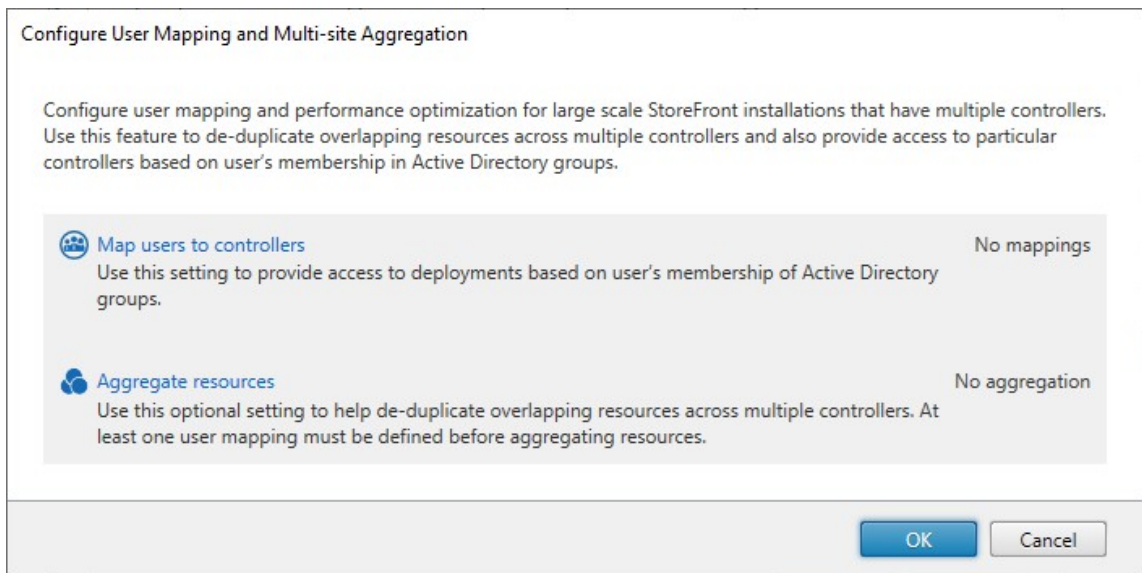 Configure User Mapping and Multi-site Aggregation
Configure user mapping and performance optimization for large scale StoreFront installations that have multiple controllers.
Use this feature to de-duplicate overlapping resources across multiple controllers and also provide access to particular
controllers based on user's membership in Active Directory groups.
Map users to controllers
No mappings
Use this setting to provide access to deployments based on user's membership of Active Directory
groups.
Aggregate resources
No aggregation
Use this optional setting to help de-duplicate overlapping resources across multiple controllers. At
least one user mapping must be defined before aggregating resources.
OK
Cancel